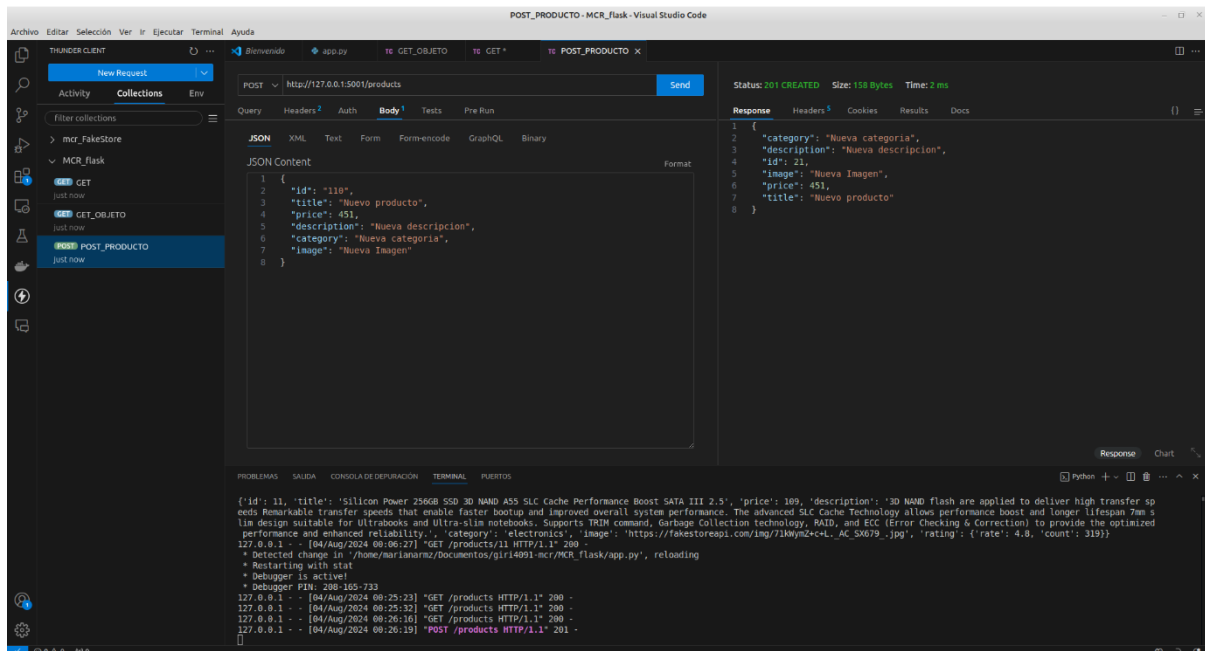 POST_PRODUCTO - MCR_flask - Visual Studio Code
Archivo Editar Selección Ver Ir Ejecutar Terminal Ayuda
THUNDER CLIENT
New Request
Activity Collections Env
filter collections
mcr_FakeStore
MCR_flask
GET GET
just now
GET GET_OBJETO
just now
POST POST_PRODUCTO
just now
Bienvenido app.py TC GET_OBJETO TC GET * TC POST_PRODUCTO
POST http://127.0.0.1:5001/products Send
Query Headers 2 Auth Body 1 Tests Pre Run
JSON XML Text Form Form-encode GraphQL Binary
JSON Content Format
1 {
2 "id": "110",
3 "title": "Nuevo producto",
4 "price": 451,
5 "description": "Nueva descripcion",
6 "category": "Nueva categoria",
7 "image": "Nueva Imagen"
8 }
Status: 201 CREATED Size: 158 Bytes Time: 2 ms
Response Headers 5 Cookies Results Docs {}
1 {
2 "category": "Nueva categoria",
3 "description": "Nueva descripcion",
4 "id": 21,
5 "image": "Nueva Imagen",
6 "price": 451,
7 "title": "Nuevo producto"
8 }
Response Chart
PROBLEMAS SALIDA CONSOLA DE DEPURACIÓN TERMINAL PUERTOS Python
{'id': 11, 'title': 'Silicon Power 256GB SSD 3D NAND A55 SLC Cache Performance Boost SATA III 2.5', 'price': 109, 'description': '3D NAND flash are applied to deliver high transfer sp
eeds Remarkable transfer speeds that enable faster bootup and improved overall system performance. The advanced SLC Cache Technology allows performance boost and longer lifespan 7mm s
lim design suitable for Ultrabooks and Ultra-slim notebooks. Supports TRIM command, Garbage Collection technology, RAID, and ECC (Error Checking & Correction) to provide the optimized
performance and enhanced reliability.', 'category': 'electronics', 'image': 'https://fakestoreapi.com/img/71kWymZ+c+L._AC_SX679_.jpg', 'rating': {'rate': 4.8, 'count': 319}}
127.0.0.1 - - [04/Aug/2024 00:06:27] "GET /products/11 HTTP/1.1" 200 -
* Detected change in '/home/marianarmz/Documentos/giri4091-mcr/MCR_flask/app.py', reloading
* Restarting with stat
* Debugger is active!
* Debugger PIN: 208-165-733
127.0.0.1 - - [04/Aug/2024 00:25:23] "GET /products HTTP/1.1" 200 -
127.0.0.1 - - [04/Aug/2024 00:25:32] "GET /products HTTP/1.1" 200 -
127.0.0.1 - - [04/Aug/2024 00:26:16] "GET /products HTTP/1.1" 200 -
127.0.0.1 - - [04/Aug/2024 00:26:19] "POST /products HTTP/1.1" 201 -